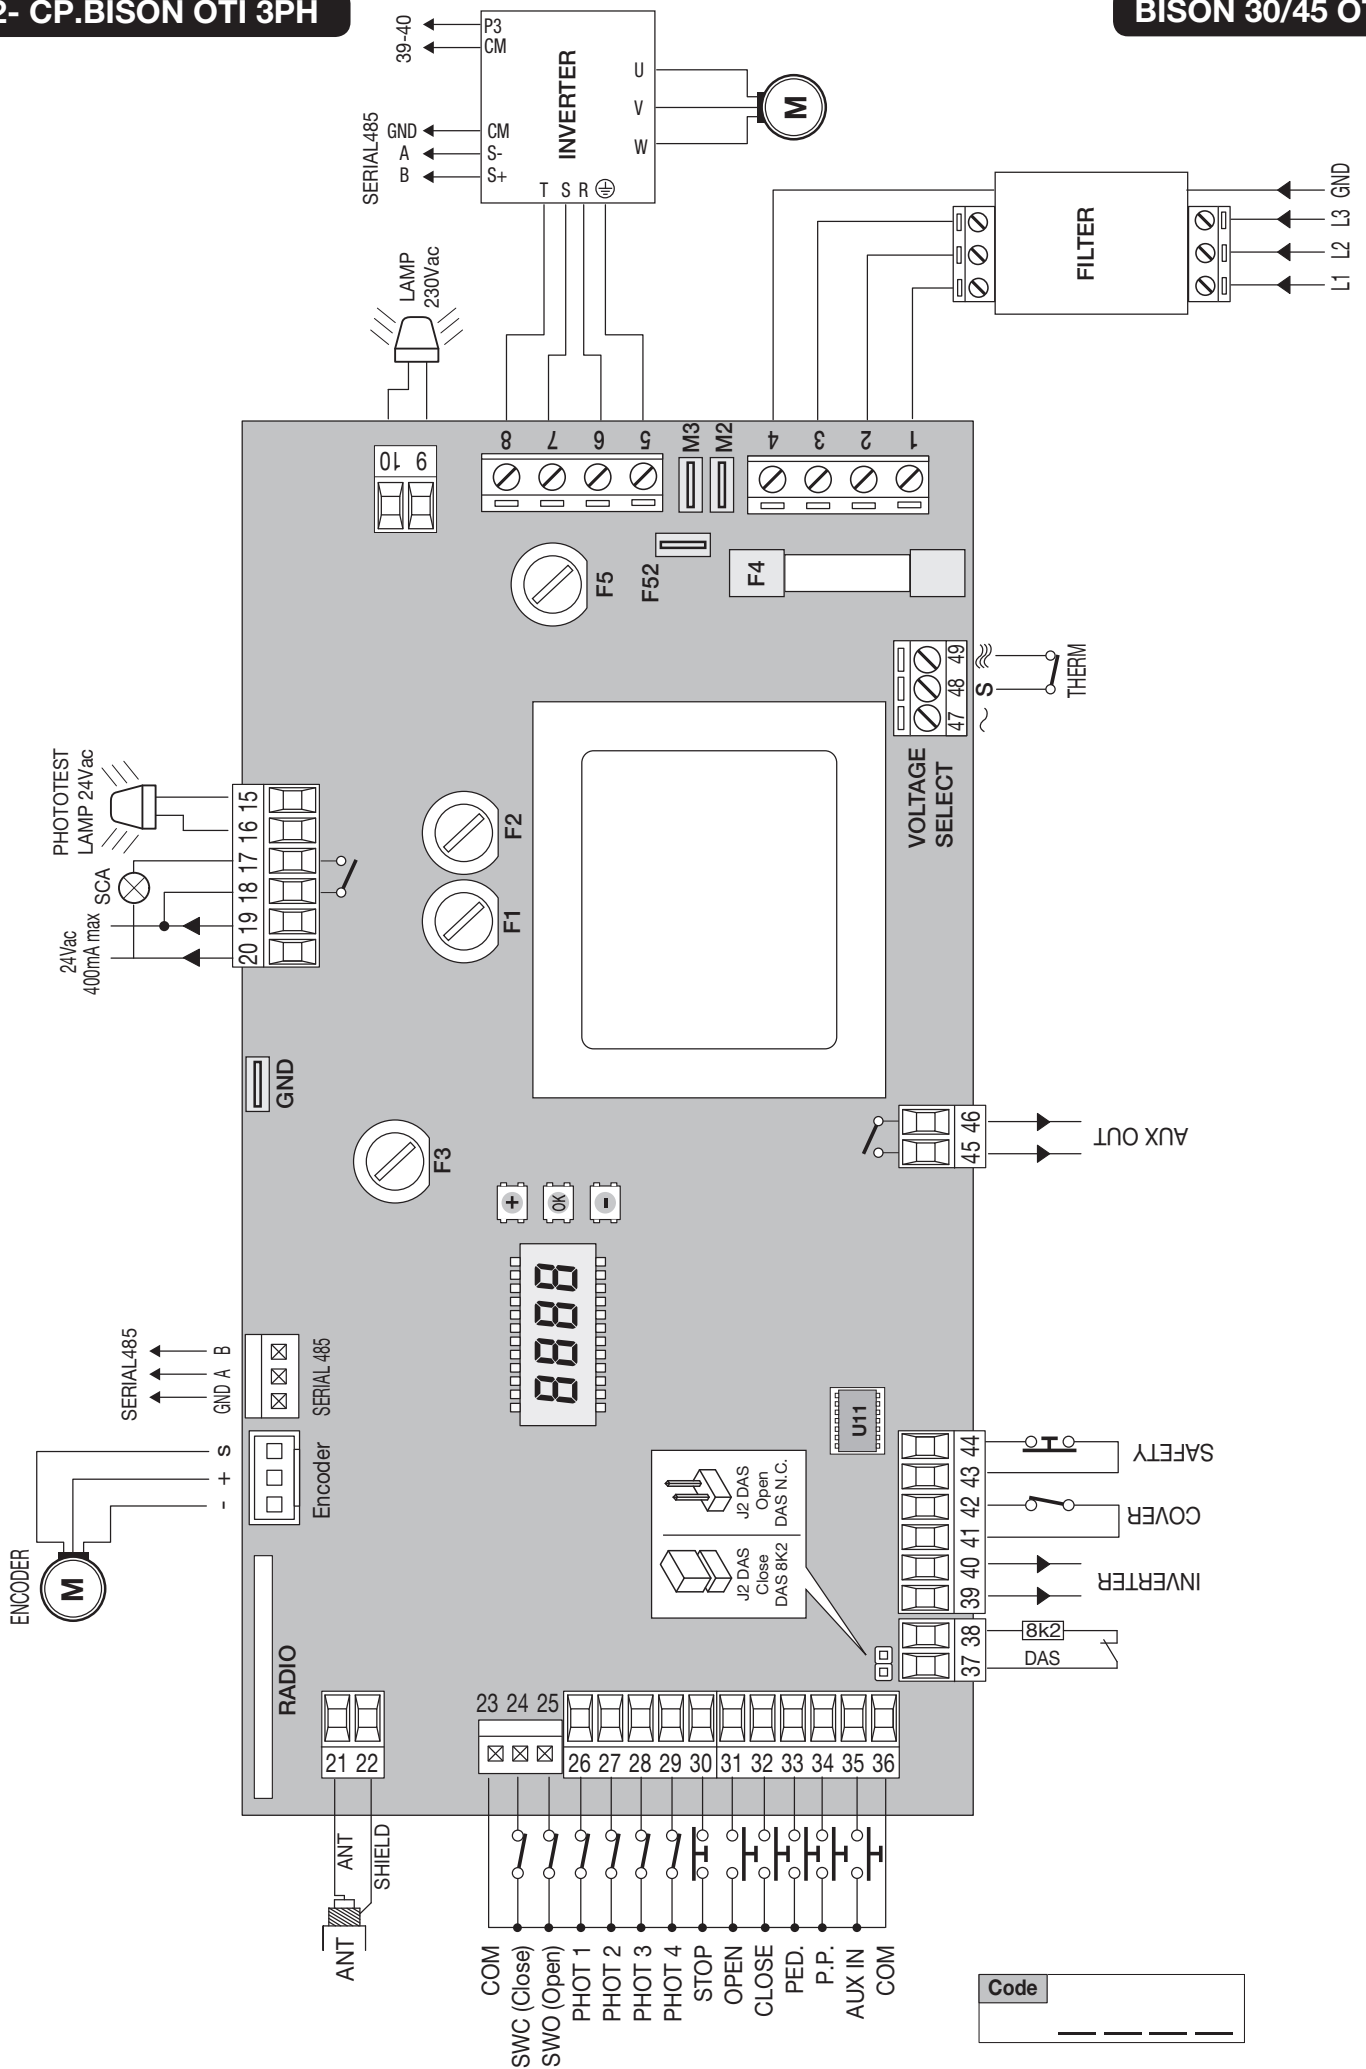 2- CP.BISON OTI 3PH
BISON 30/45 OT
39-40
P3
CM
INVERTER
U
V
W
M
SERIAL485
GND
A
B
CM
S-
S+
T S R
LAMP
230Vac
FILTER
GND
L3
L2
L1
10 9
8 7 6 5
M3
M2
4 3 2 1
F5
F52
F4
PHOTOTEST
LAMP 24Vac
SCA
24Vac
400mA max
20 19 18 17 16 15
F2
F1
VOLTAGE
SELECT
47 48 49
S
THERM
GND
F3
+
OK
-
8888
45 46
AUX OUT
SERIAL485
GND A B
SERIAL 485
ENCODER
M
- + S
Encoder
U11
J2 DAS
Open
DAS N.C.
J2 DAS
Close
DAS 8K2
44
43
42
41
40
39
38
37
SAFETY
COVER
INVERTER
8k2
DAS
RADIO
21 22
23 24 25
26 27 28 29 30 31 32 33 34 35 36
ANT
SHIELD
ANT
COM
SWC (Close)
SWO (Open)
PHOT 1
PHOT 2
PHOT 3
PHOT 4
STOP
OPEN
CLOSE
PED.
P.P.
AUX IN
COM
Code